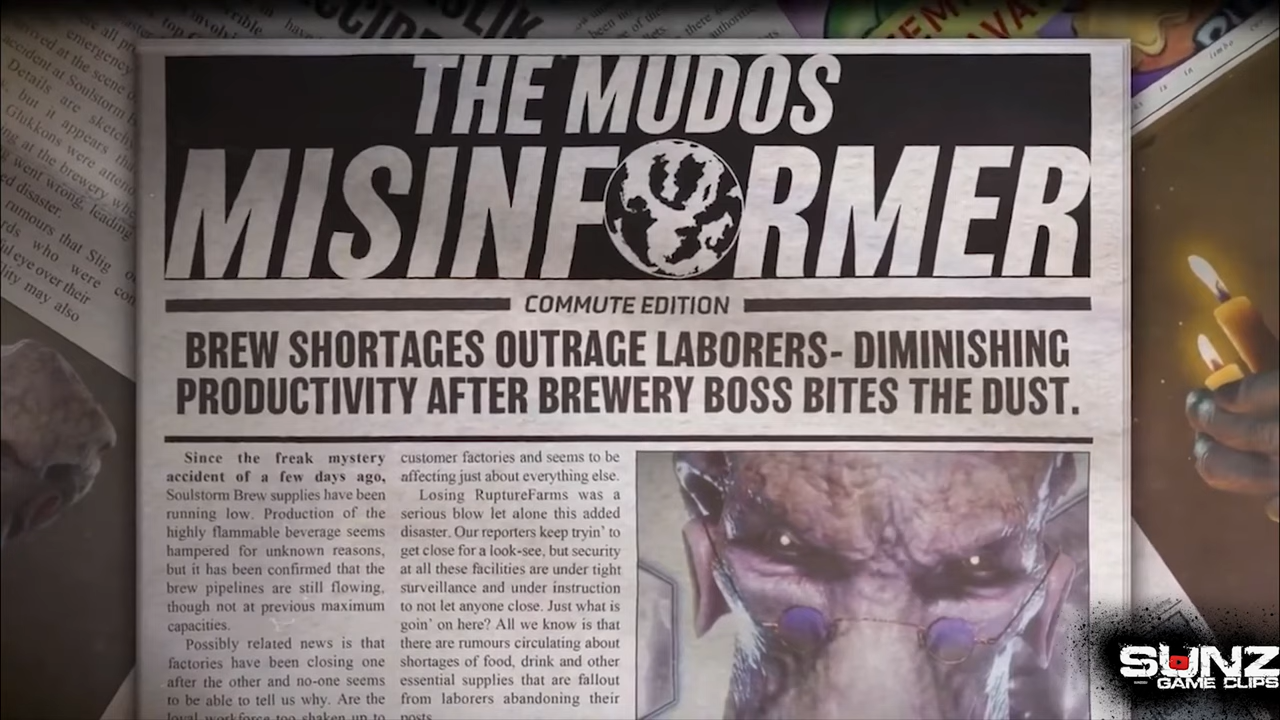 THE MUDOS
MISINFORMER
COMMUTE EDITION
BREW SHORTAGES OUTRAGE LABORERS- DIMINISHING
PRODUCTIVITY AFTER BREWERY BOSS BITES THE DUST.
Since the freak mystery
accident of a few days ago,
Soulstorm Brew supplies have been
running low. Production of the
highly flammable beverage seems
hampered for unknown reasons,
but it has been confirmed that the
brew pipelines are still flowing,
though not at previous maximum
capacities.
Possibly related news is that
factories have been closing one
after the other and no-one seems
to be able to tell us why. Are the
loyal workforce too shaken up to
customer factories and seems to be
affecting just about everything else.
Losing RuptureFarms was a
serious blow let alone this added
disaster. Our reporters keep tryin' to
get close for a look-see, but security
at all these facilities are under tight
surveillance and under instruction
to not let anyone close. Just what is
goin' on here? All we know is that
there are rumours circulating about
shortages of food, drink and other
essential supplies that are fallout
from laborers abandoning their
posts.
emergency
at the scene
accident at Soulstorm
Details are sketchy
but it appears that
Glukkons were
at the brewery
went wrong, leading
disaster.
rumours that Slig
who were
eye over their
may also
SUNZ
GAME CLIPS